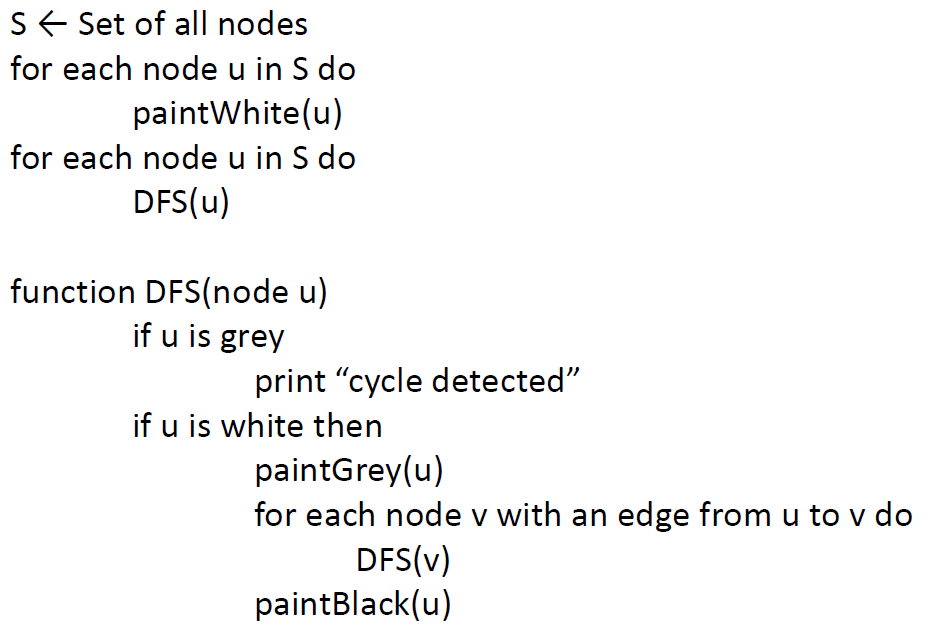 S ← Set of all nodes
for each node u in S do
paintWhite(u)
for each node u in S do
DFS(u)
function DFS(node u)
if u is grey
print “cycle detected”
if u is white then
paintGrey(u)
for each node v with an edge from u to v do
DFS(v)
paintBlack(u)